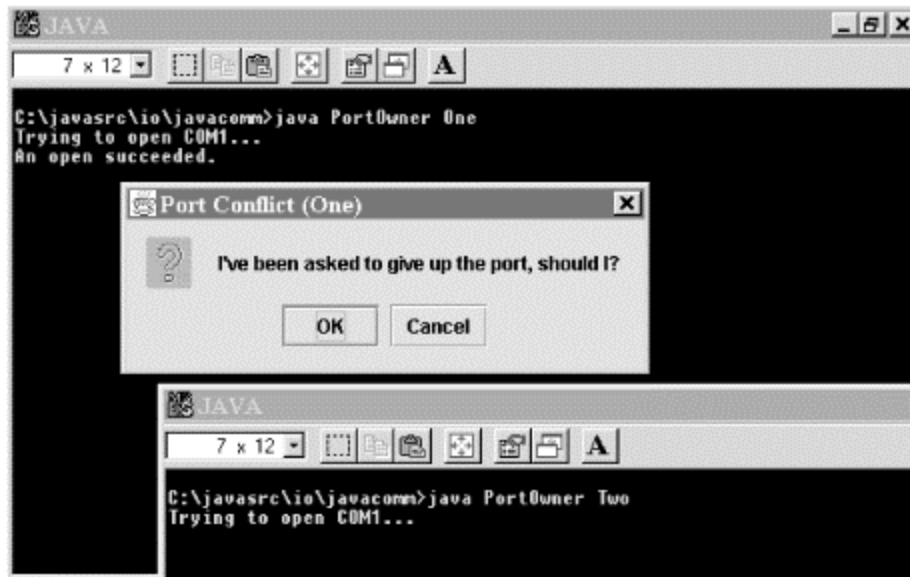 JAVA
7 x 12
A
C:\javasrc\io\javacomm>java PortOwner One
Trying to open COM1...
An open succeeded.
Port Conflict (One)
I've been asked to give up the port, should I?
OK Cancel
JAVA
7 x 12
A
C:\javasrc\io\javacomm>java PortOwner Two
Trying to open COM1...